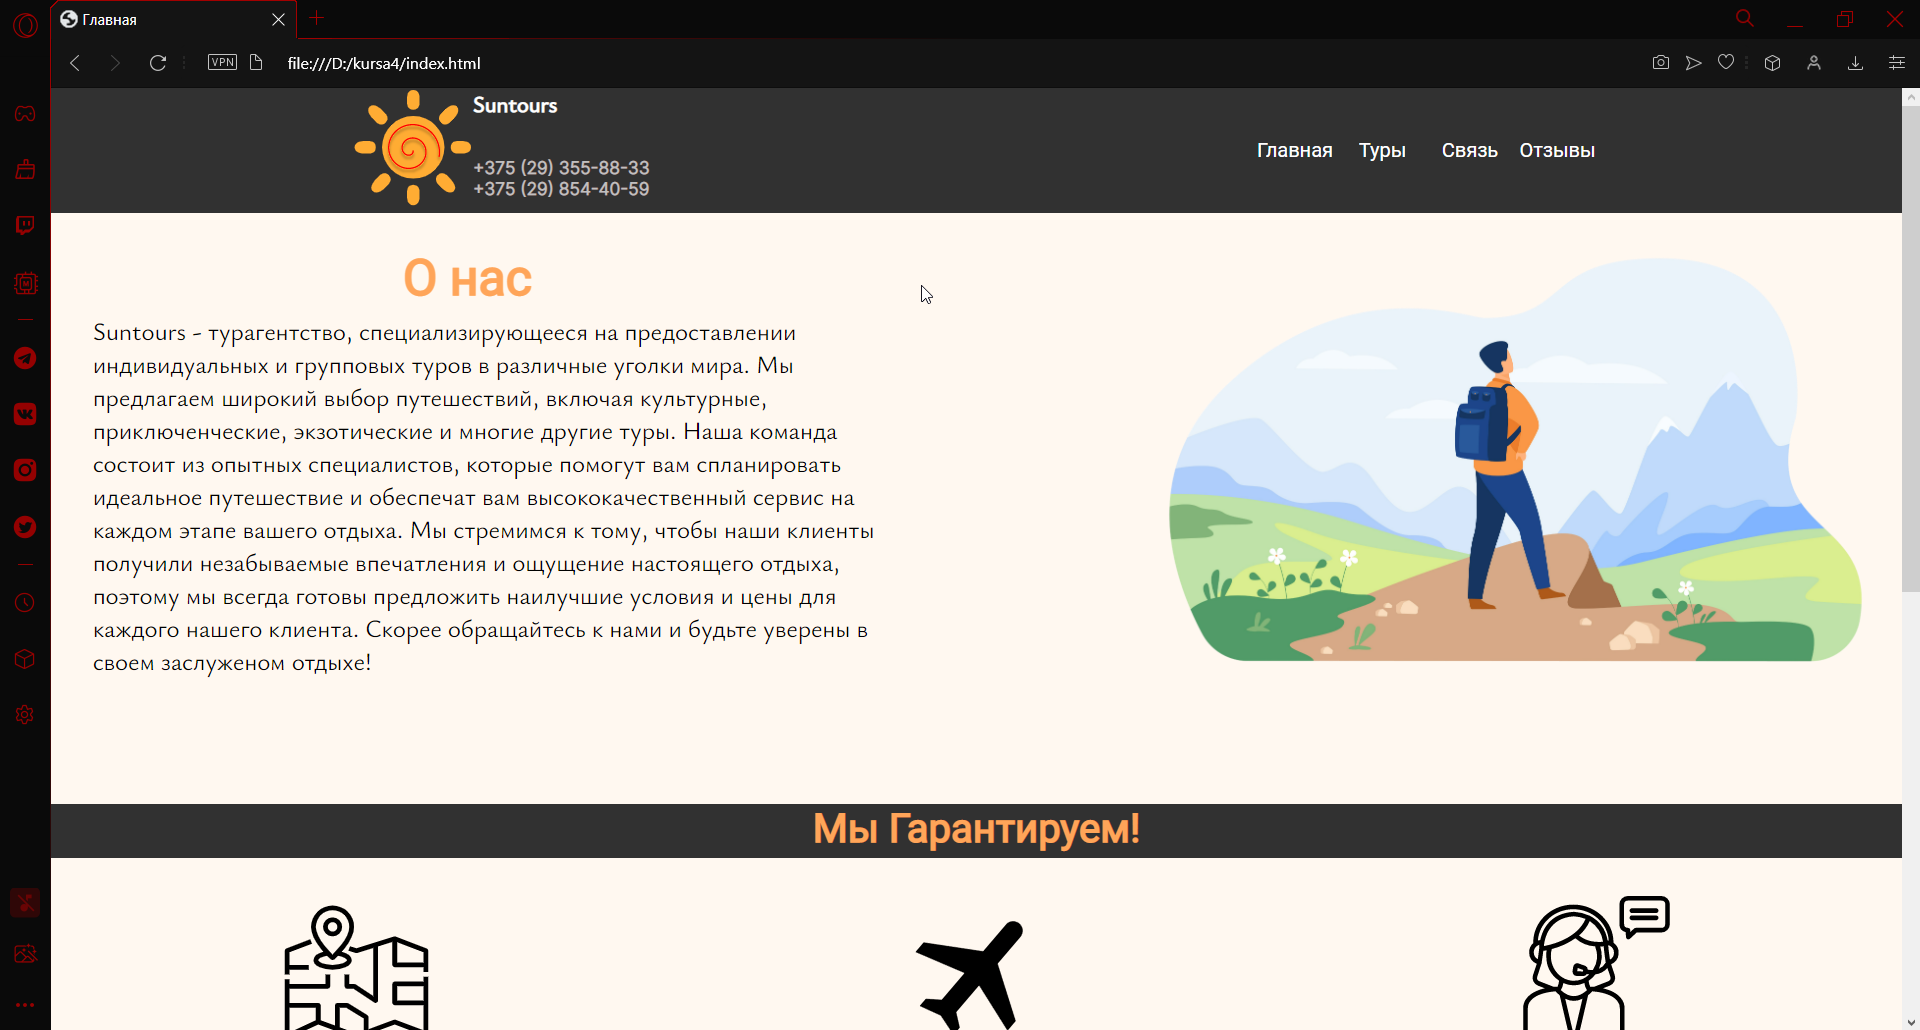 Главная
VPN
file:///D:/kursa4/index.html
Suntours
+375 (29) 355-88-33
+375 (29) 854-40-59
Главная Туры Связь Отзывы
О нас
Suntours - турагентство, специализирующееся на предоставлении
индивидуальных и групповых туров в различные уголки мира. Мы
предлагаем широкий выбор путешествий, включая культурные,
приключенческие, экзотические и многие другие туры. Наша команда
состоит из опытных специалистов, которые помогут вам спланировать
идеальное путешествие и обеспечат вам высококачественный сервис на
каждом этапе вашего отдыха. Мы стремимся к тому, чтобы наши клиенты
получили незабываемые впечатления и ощущение настоящего отдыха,
поэтому мы всегда готовы предложить наилучшие условия и цены для
каждого нашего клиента. Скорее обращайтесь к нами и будьте уверены в
своем заслуженом отдыхе!
Мы Гарантируем!